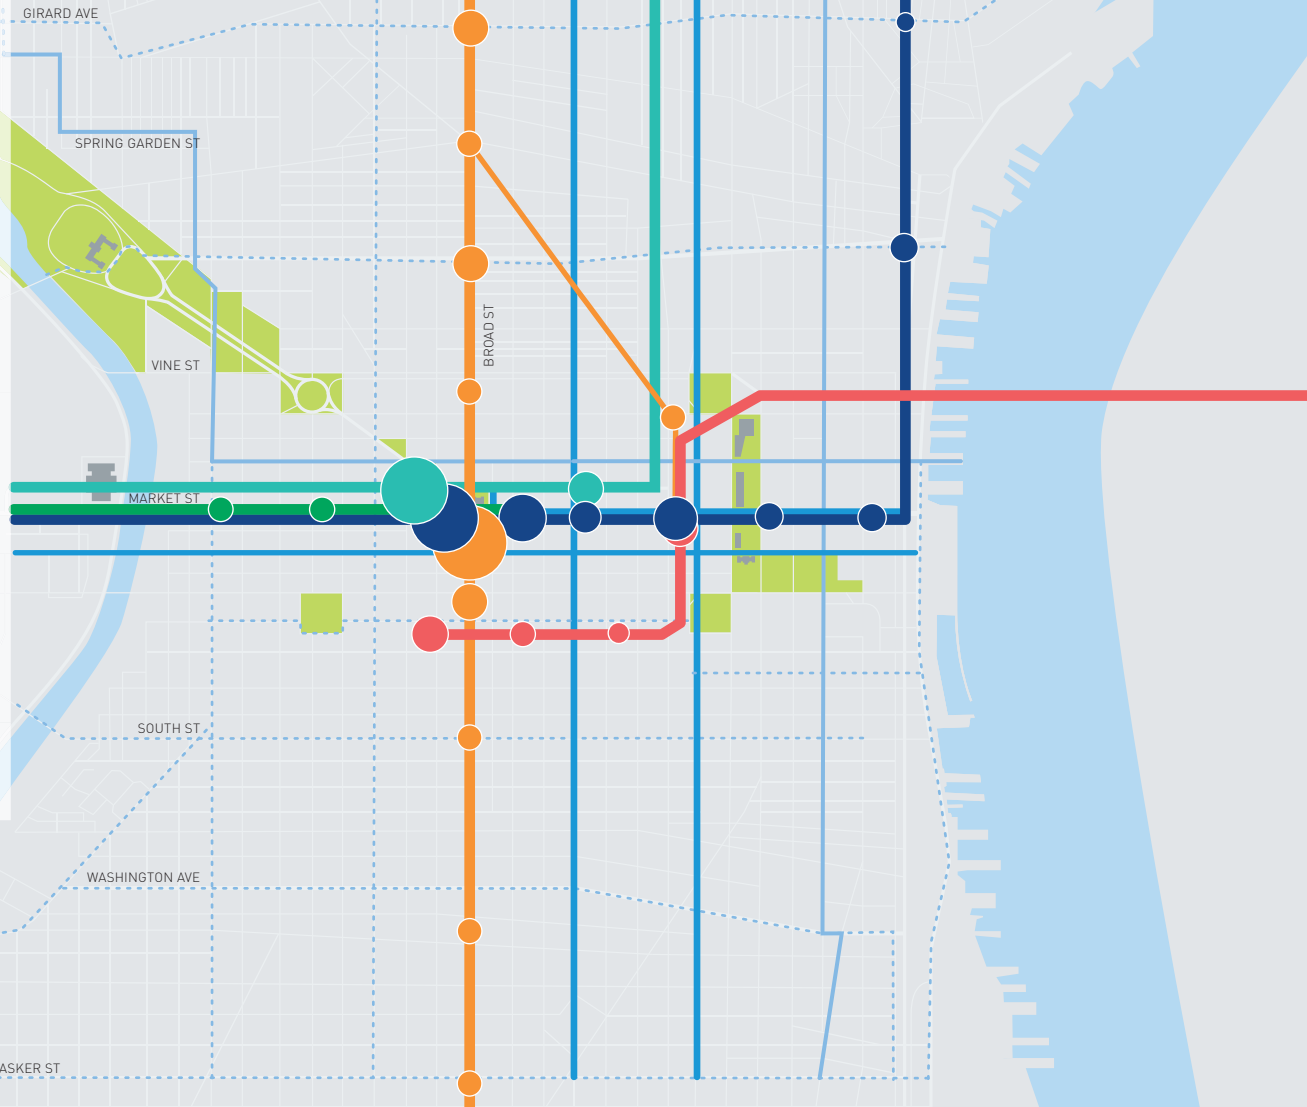 GIRARD AVE
SPRING GARDEN ST
BROAD ST
VINE ST
MARKET ST
SOUTH ST
WASHINGTON AVE
ASKER ST